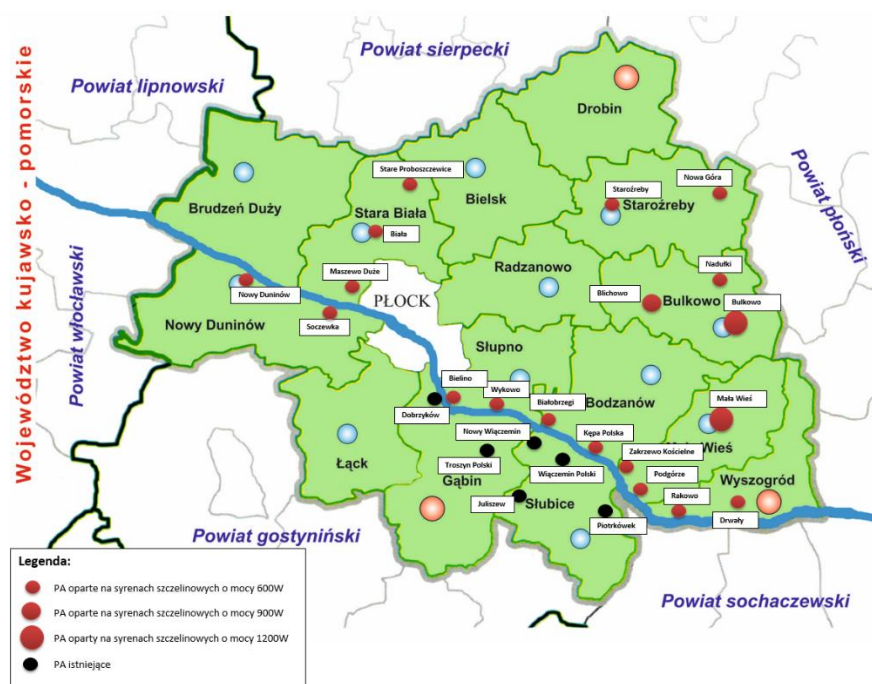 Województwo kujawsko - pomorskie
Powiat sierpecki
Powiat lipnowski
Drobin
Powiat płoński
Stare Proboszczewice
Nowa Góra
Staroźreby
Staroźreby
Brudzeń Duży
Stara Biała
Bielsk
Biała
Radzanowo
Nadułki
Maszewo Duże
Blichowo
Bulkowo
Bulkowo
Nowy Duninów
PŁOCK
Nowy Duninów
Soczewka
Powiat włocławski
Słupno
Bielino
Wykowo
Bodzanów
Mała Wieś
Dobrzyków
Białobrzegi
Nowy Wiączemin
Kępa Polska
Wieś
Zakrzewo Kościelne
Łąck
Troszyn Polski
Wiączemin Polski
Podgórze
Wyszogród
Gąbin
Juliszew
Słubice
Rakowo
Piotrkówek
Drwały
Powiat gostyniński
Powiat sochaczewski
Legenda:
PA oparte na syrenach szczelinowych o mocy 600W
PA oparte na syrenach szczelinowych o mocy 900W
PA oparty na syrenach szczelinowych o mocy 1200W
PA istniejące